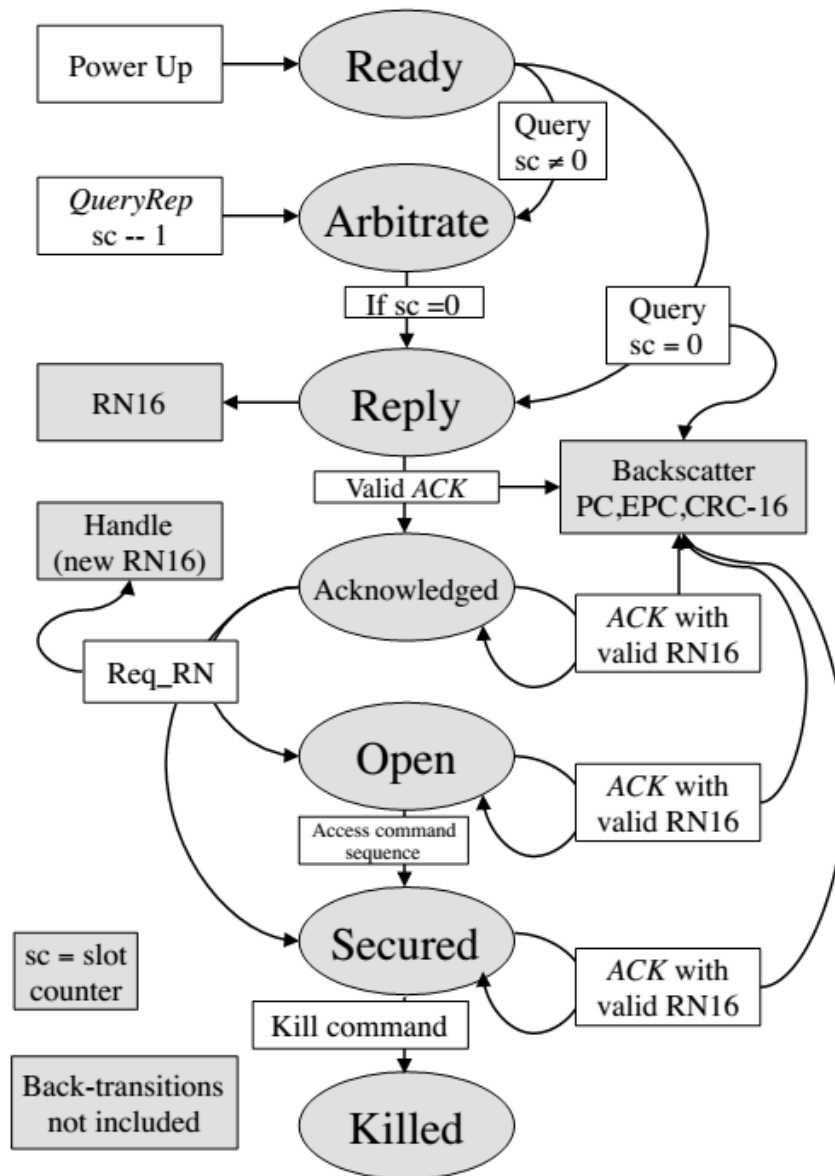 Power Up
Ready
Query
sc ≠ 0
QueryRep
sc -- 1
Arbitrate
If sc =0
Query
sc = 0
RN16
Reply
Valid ACK
Backscatter
PC,EPC,CRC-16
Handle
(new RN16)
Acknowledged
ACK with
valid RN16
Req_RN
Open
ACK with
valid RN16
Access command
sequence
Secured
ACK with
valid RN16
sc = slot
counter
Kill command
Back-transitions
not included
Killed